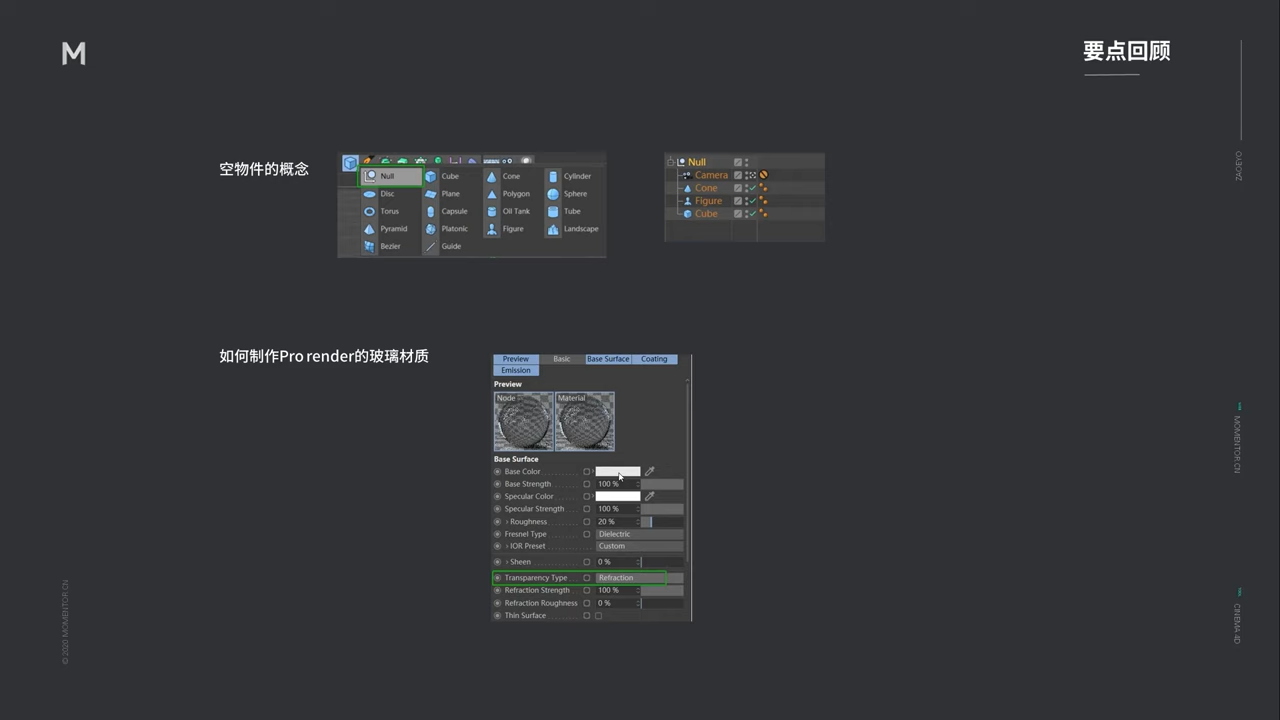 M
要点回顾
ZAOEYO
空物件的概念
Null Cube Cone Cylinder
Disc Plane Polygon Sphere
Torus Capsule Oil Tank Tube
Pyramid Platonic Figure Landscape
Bezier Guide
Null
Camera
Cone
Figure
Cube
如何制作Pro render的玻璃材质
Preview Basic Base Surface Coating
Emission
Preview
Node Material
Base Surface
Base Color
Base Strength 100 %
Specular Color
Specular Strength 100 %
Roughness 20 %
Fresnel Type Dielectric
IOR Preset Custom
Sheen 0 %
Transparency Type Refraction
Refraction Strength 100 %
Refraction Roughness 0 %
Thin Surface
MOMENTOR.CN
CINEMA 4D
© 2020 MOMENTOR.CN